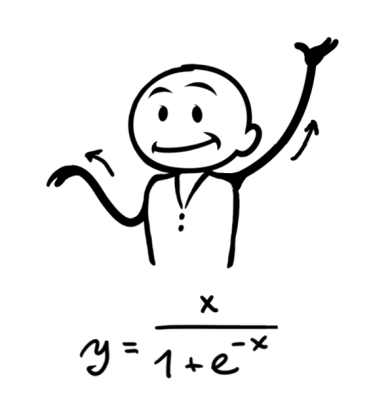 y = x / (1 + e^{-x})